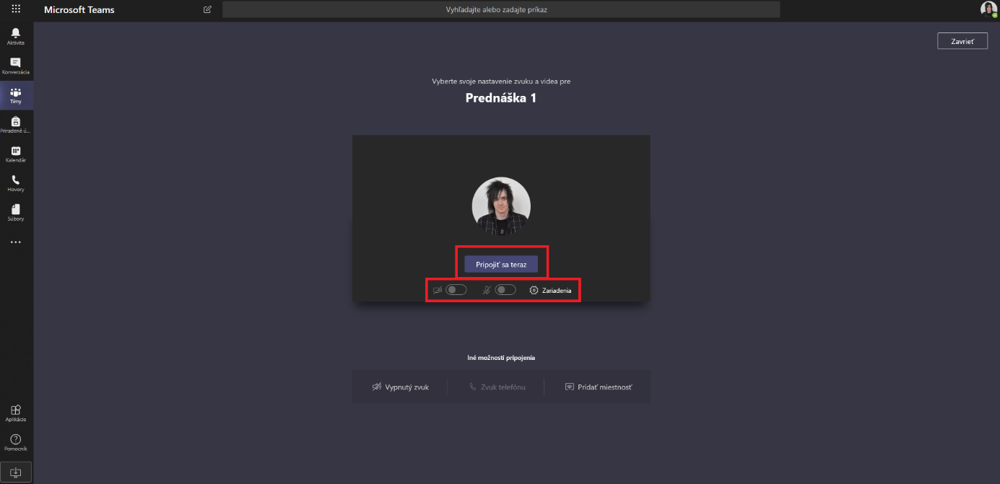 Microsoft Teams
Vyhľadajte alebo zadajte príkaz
Aktivita
Konverzácia
Tímy
Priradené ú...
Kalendár
Hovory
Súbory
Zavrieť
Vyberte svoje nastavenie zvuku a videa pre
Prednáška 1
Pripojiť sa teraz
Zariadenia
Iné možnosti pripojenia
Vypnutý zvuk
Zvuk telefónu
Pridať miestnosť
Aplikácie
Pomocník